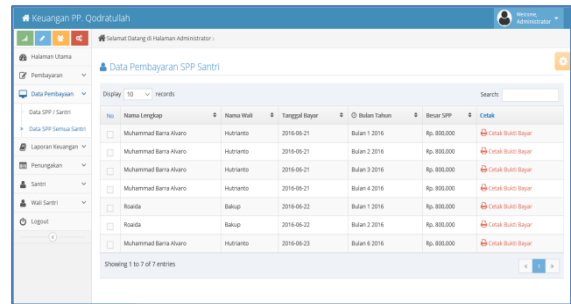 Keuangan PP. Qodratullah
Welcome, Administrator
Selamat Datang di Halaman Administrator :
Halaman Utama
Pembayaran
Data Pembayaan
Data SPP / Santri
Data SPP Semua Santri
Laporan Keuangan
Penungakan
Santri
Wali Santri
Logout
Data Pembayaran SPP Santri
Display 10 records Search:
No Nama Lengkap Nama Wali Tanggal Bayar Bulan Tahun Besar SPP Cetak
Muhammad Barra Alvaro Hutrianto 2016-06-21 Bulan 1 2016 Rp. 800,000 Cetak Bukti Bayar
Muhammad Barra Alvaro Hutrianto 2016-06-21 Bulan 2 2016 Rp. 800,000 Cetak Bukti Bayar
Muhammad Barra Alvaro Hutrianto 2016-06-21 Bulan 3 2016 Rp. 800,000 Cetak Bukti Bayar
Muhammad Barra Alvaro Hutrianto 2016-06-21 Bulan 4 2016 Rp. 800,000 Cetak Bukti Bayar
Roaida Bakup 2016-06-22 Bulan 1 2016 Rp. 800,000 Cetak Bukti Bayar
Roaida Bakup 2016-06-22 Bulan 2 2016 Rp. 800,000 Cetak Bukti Bayar
Muhammad Barra Alvaro Hutrianto 2016-06-23 Bulan 6 2016 Rp. 800,000 Cetak Bukti Bayar
Showing 1 to 7 of 7 entries
1